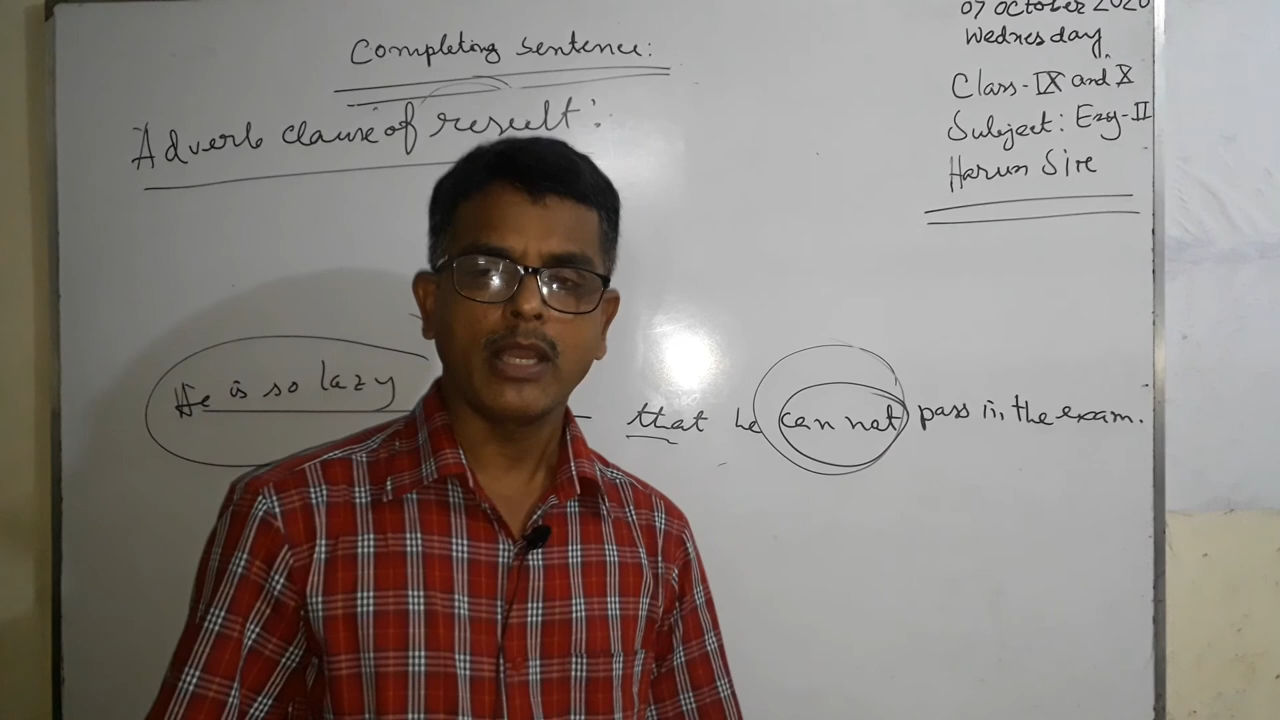 07 October 2020
Wednesday
Completing sentence:
Class-IX and X
Adverb clause of result:
Subject: Eng-II
Harun Sir
He is so lazy that he can not pass in the exam.